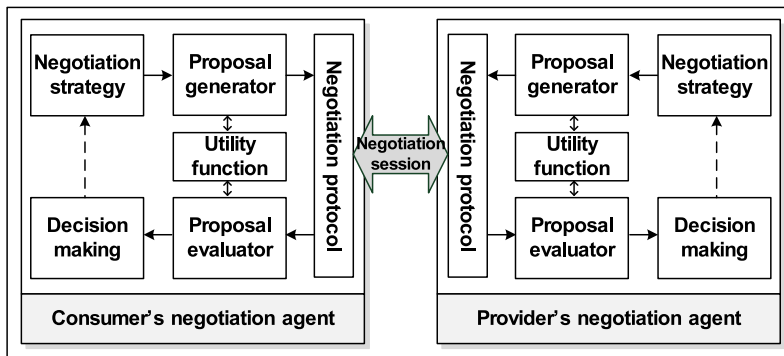 Negotiation
strategy
Proposal
generator
Utility
function
Decision
making
Proposal
evaluator
Negotiation protocol
Consumer's negotiation agent
Negotiation
session
Negotiation protocol
Proposal
generator
Negotiation
strategy
Utility
function
Proposal
evaluator
Decision
making
Provider's negotiation agent